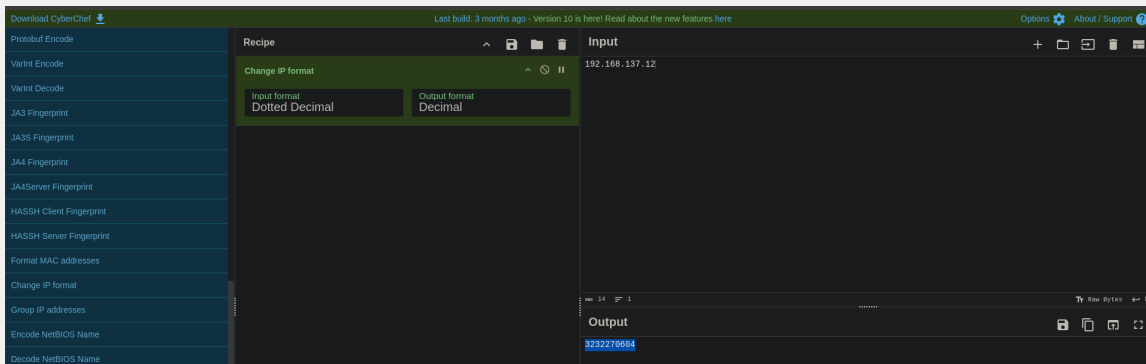 Download CyberChef
Last build: 3 months ago - Version 10 is here! Read about the new features here
Options
About / Support
Protobuf Encode
VarInt Encode
VarInt Decode
JA3 Fingerprint
JA3S Fingerprint
JA4 Fingerprint
JA4Server Fingerprint
HASSH Client Fingerprint
HASSH Server Fingerprint
Format MAC addresses
Change IP format
Group IP addresses
Encode NetBIOS Name
Decode NetBIOS Name
Recipe
Change IP format
Input format
Dotted Decimal
Output format
Decimal
Input
192.168.137.12
ABC 14 1
Tr Raw Bytes
Output
3232270604